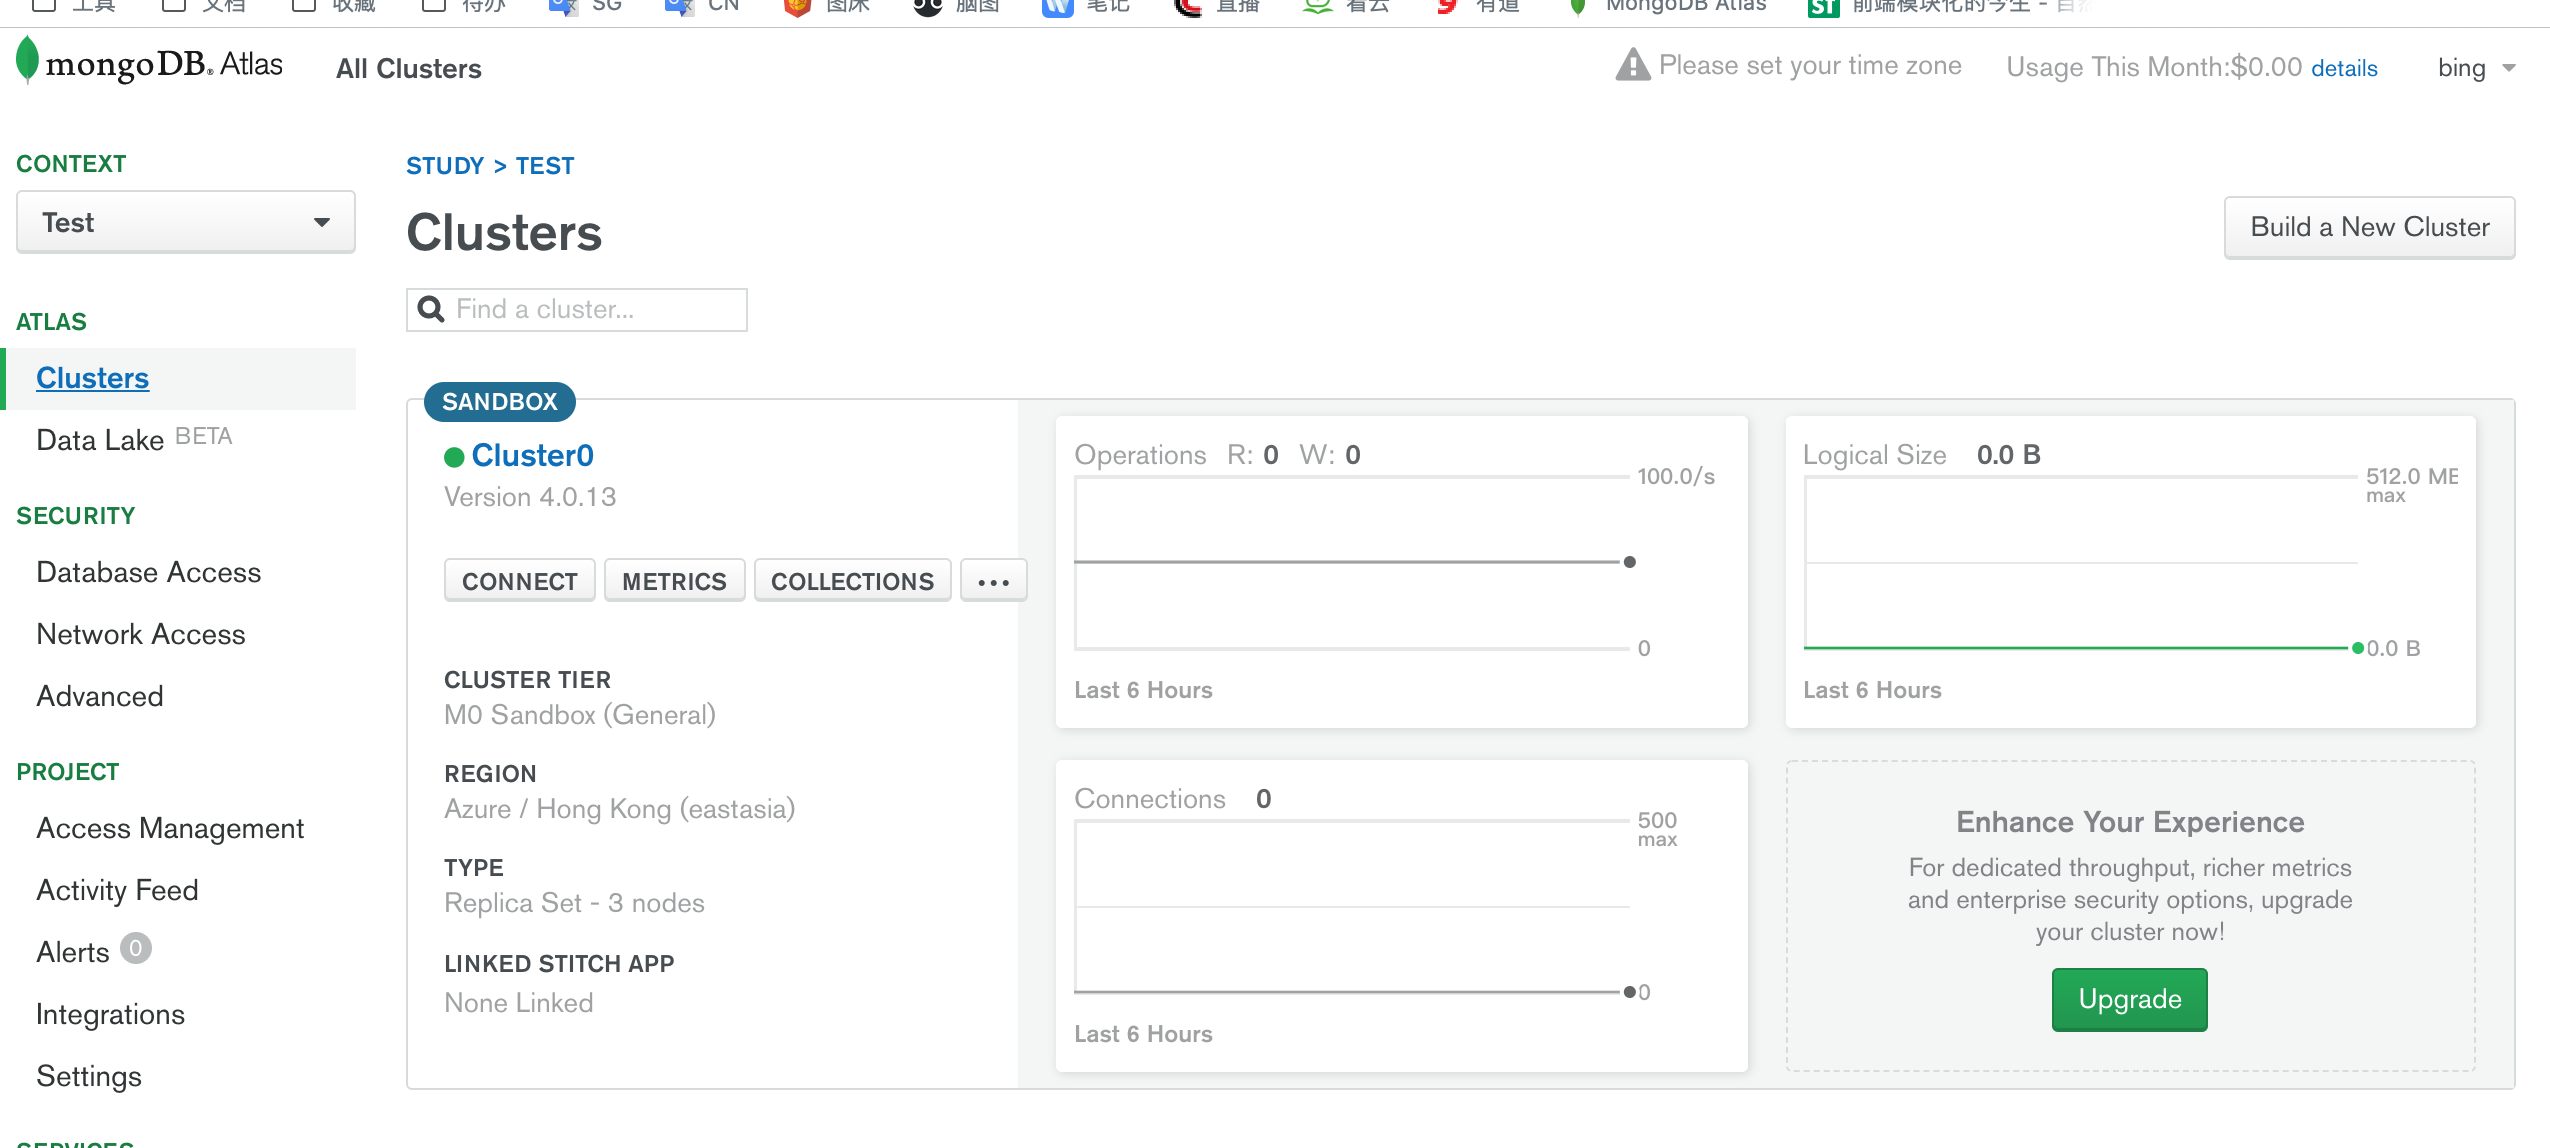 工具 文档 收藏 待办 SG CN 图床 脑图 笔记 直播 看云 有道 MongoDB Atlas 前端模块化的今生 -
mongoDB. Atlas All Clusters Please set your time zone Usage This Month:$0.00 details bing
CONTEXT
Test
ATLAS
Clusters
Data Lake BETA
SECURITY
Database Access
Network Access
Advanced
PROJECT
Access Management
Activity Feed
Alerts 0
Integrations
Settings
SERVICES
STUDY > TEST
Clusters
Build a New Cluster
Find a cluster...
SANDBOX
Cluster0
Version 4.0.13
CONNECT METRICS COLLECTIONS ...
CLUSTER TIER
M0 Sandbox (General)
REGION
Azure / Hong Kong (eastasia)
TYPE
Replica Set - 3 nodes
LINKED STITCH APP
None Linked
Operations R: 0 W: 0
100.0/s
0
Last 6 Hours
Logical Size 0.0 B
512.0 MB
max
0.0 B
Last 6 Hours
Connections 0
500
max
0
Last 6 Hours
Enhance Your Experience
For dedicated throughput, richer metrics
and enterprise security options, upgrade
your cluster now!
Upgrade